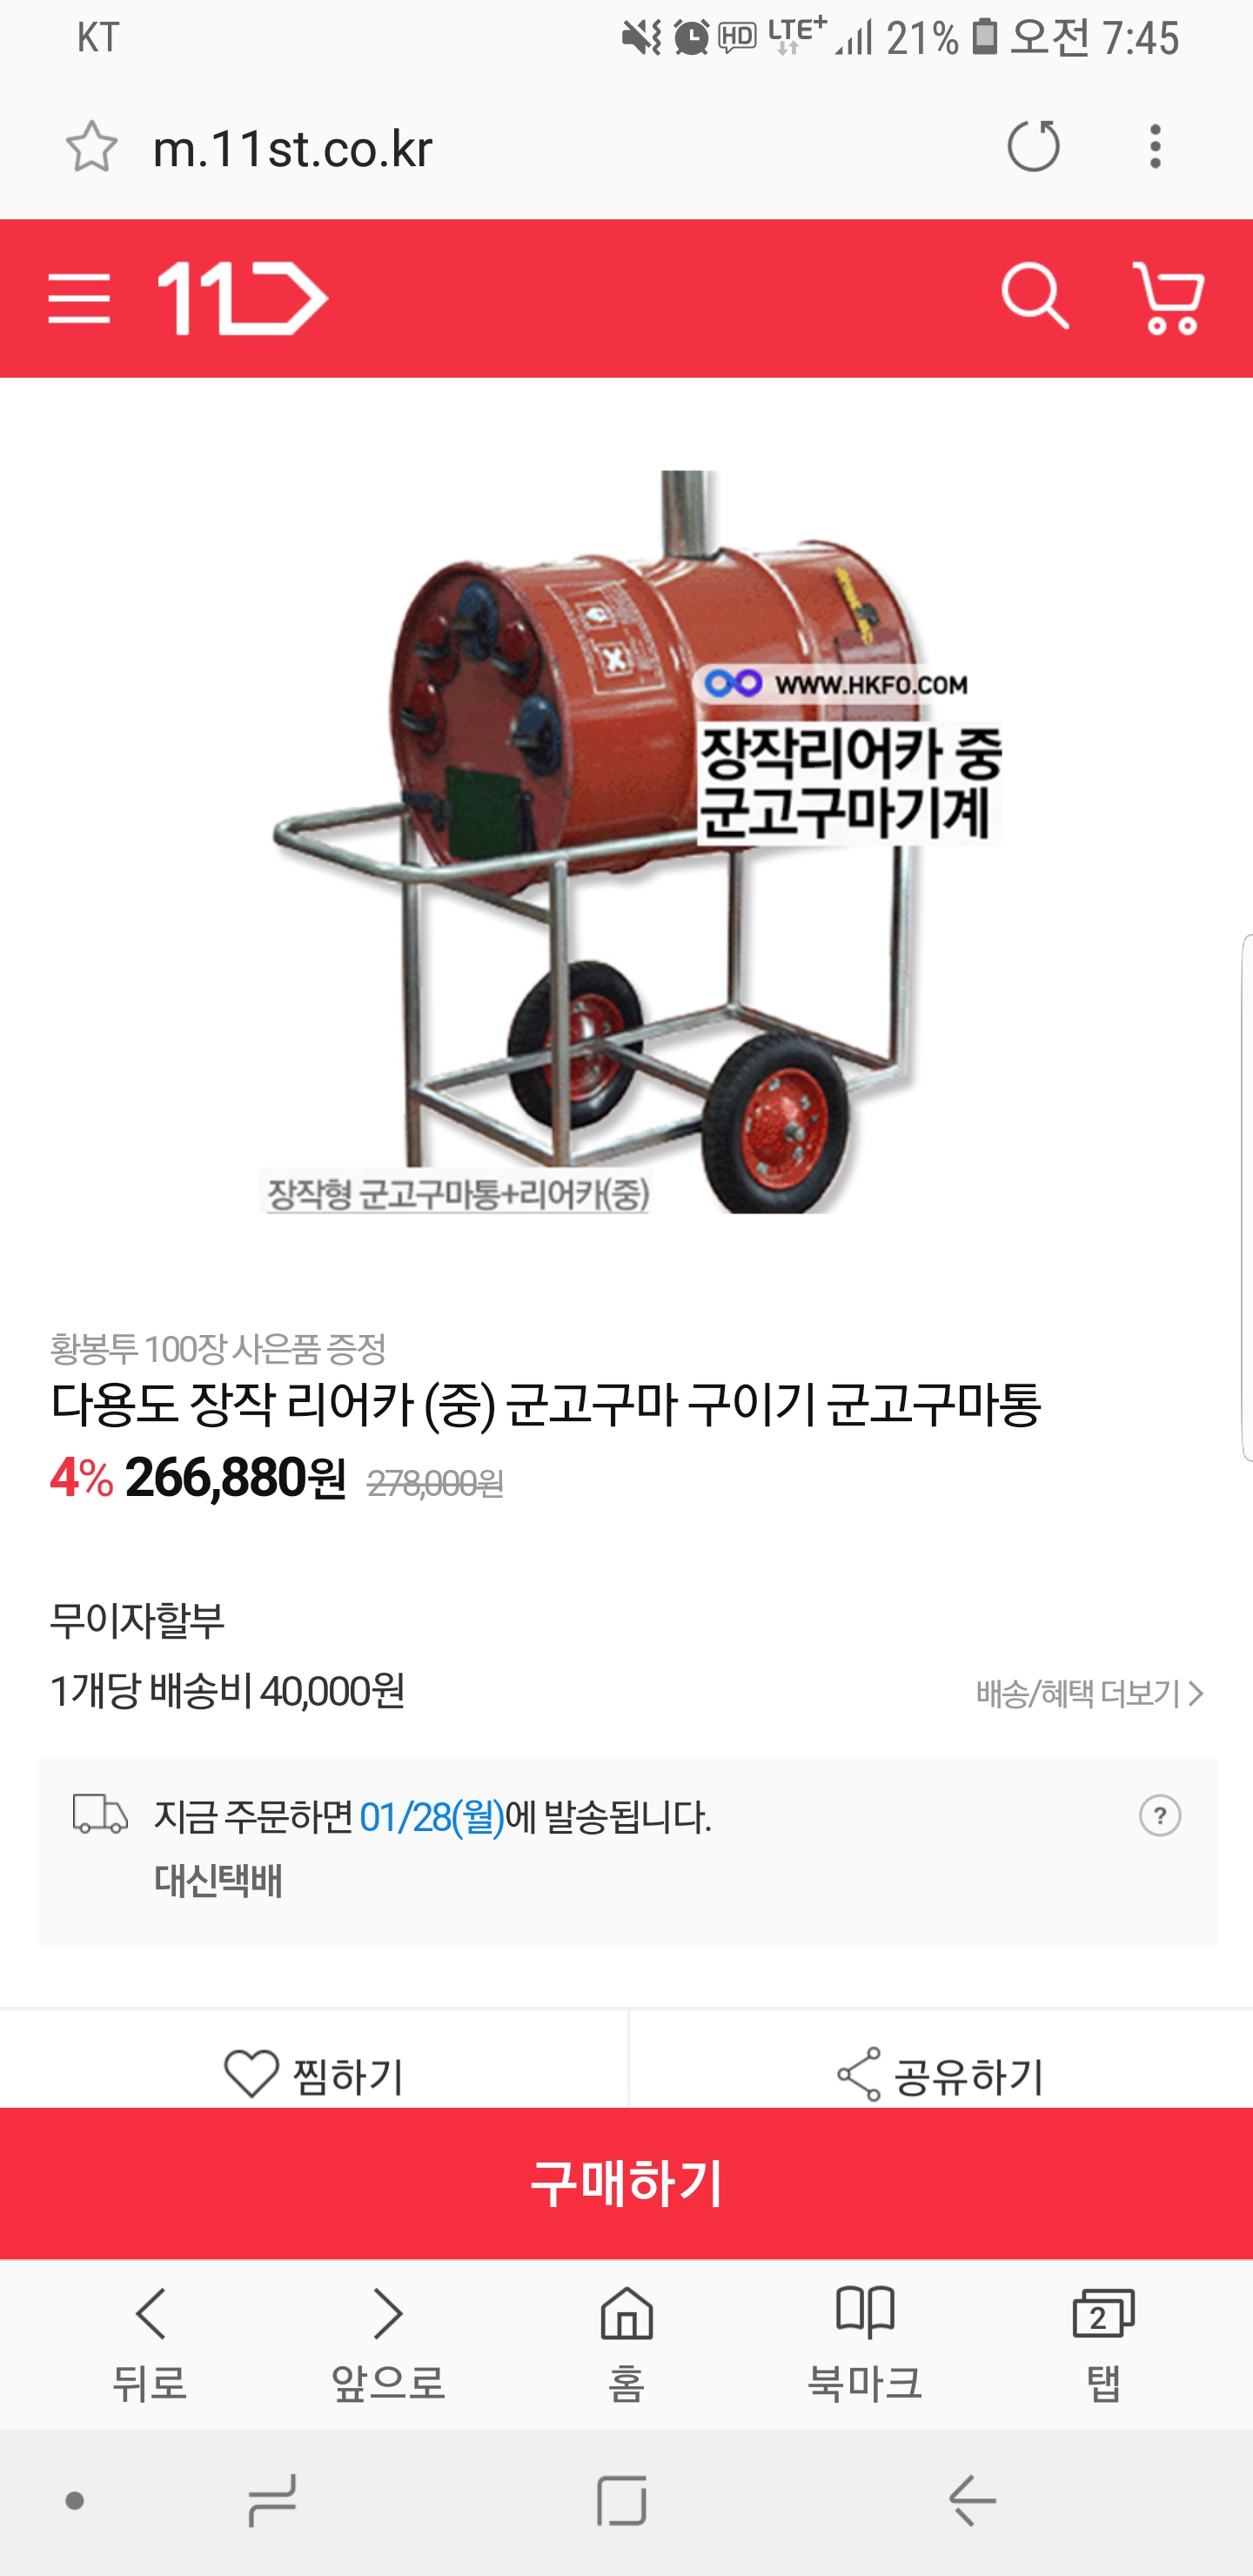 KT HD LTE+ 21% 오전 7:45
m.11st.co.kr
11
WWW.HKFO.COM
장작리어카 중
군고구마기계
장작형 군고구마통+리어카(중)
황봉투 100장 사은품 증정
다용도 장작 리어카 (중) 군고구마 구이기 군고구마통
4% 266,880원 278,000원
무이자할부
1개당 배송비 40,000원
배송/혜택 더보기 >
지금 주문하면 01/28(월)에 발송됩니다. ?
대신택배
찜하기 공유하기
구매하기
2
뒤로 앞으로 홈 북마크 탭